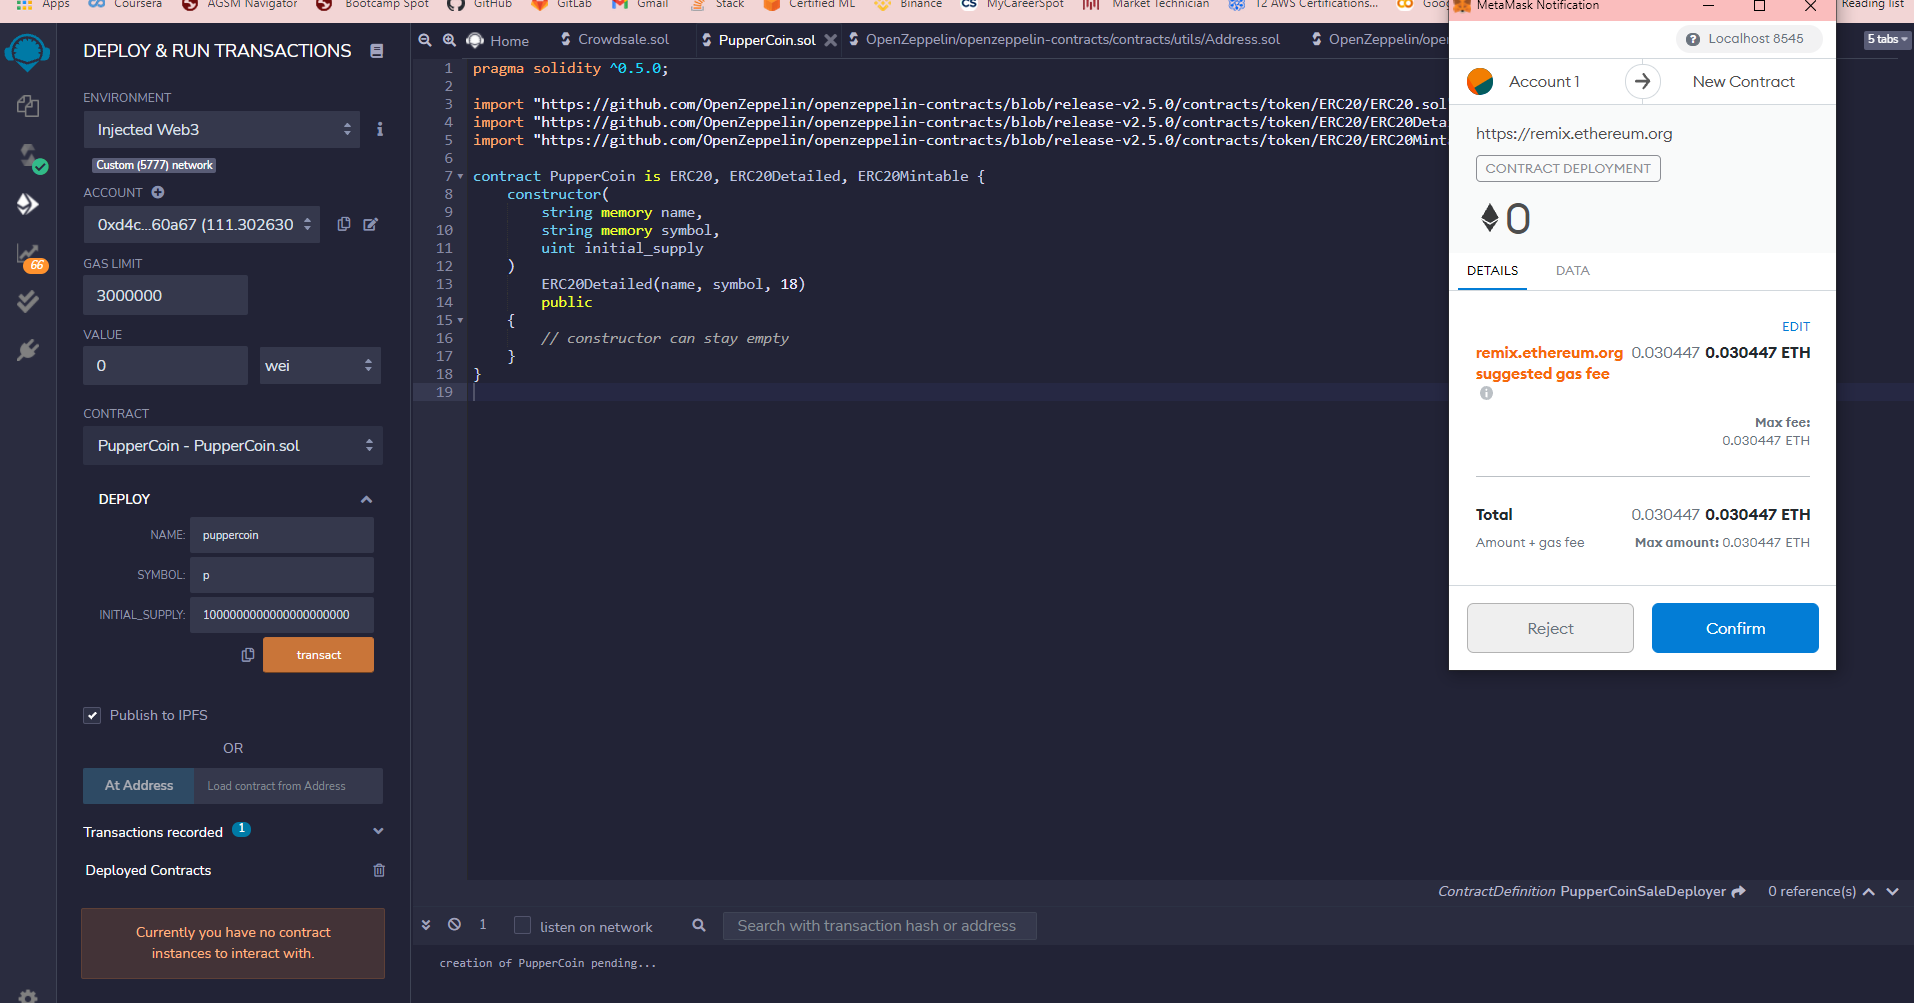 Apps Coursera AGSM Navigator Bootcamp Spot GitHub GitLab Gmail Stack Certified ML Binance MyCareerSpot Market Technician 12 AWS Certifications... Reading list
MetaMask Notification
DEPLOY & RUN TRANSACTIONS
ENVIRONMENT
Injected Web3
Custom (5777) network
ACCOUNT
0xd4c...60a67 (111.302630
GAS LIMIT
3000000
VALUE
0
wei
CONTRACT
PupperCoin - PupperCoin.sol
DEPLOY
NAME: puppercoin
SYMBOL: p
INITIAL_SUPPLY:
transact
Publish to IPFS
OR
At Address Load contract from Address
Transactions recorded 1
Deployed Contracts
Currently you have no contract
instances to interact with.
66
Home Crowdsale.sol PupperCoin.sol OpenZeppelin/openzeppelin-contracts/contracts/utils/Address.sol 5 tabs
1 pragma solidity ^0.5.0;
2
3 import "https://github.com/OpenZeppelin/openzeppelin-contracts/blob/release-v2.5.0/contracts/token/ERC20/ERC20.sol
4 import "https://github.com/OpenZeppelin/openzeppelin-contracts/blob/release-v2.5.0/contracts/token/ERC20/ERC20Deta
5 import "https://github.com/OpenZeppelin/openzeppelin-contracts/blob/release-v2.5.0/contracts/token/ERC20/ERC20Mint
6
7 contract PupperCoin is ERC20, ERC20Detailed, ERC20Mintable {
8 constructor(
9 string memory name,
10 string memory symbol,
11 uint initial_supply
12 )
13 ERC20Detailed(name, symbol, 18)
14 public
15 {
16 // constructor can stay empty
17 }
18 }
19
ContractDefinition PupperCoinSaleDeployer 0 reference(s)
1 listen on network Search with transaction hash or address
creation of PupperCoin pending...
Localhost 8545
Account 1 New Contract
https://remix.ethereum.org
CONTRACT DEPLOYMENT
0
DETAILS DATA
EDIT
remix.ethereum.org 0.030447 0.030447 ETH
suggested gas fee
Max fee:
0.030447 ETH
Total 0.030447 0.030447 ETH
Amount + gas fee Max amount: 0.030447 ETH
Reject Confirm